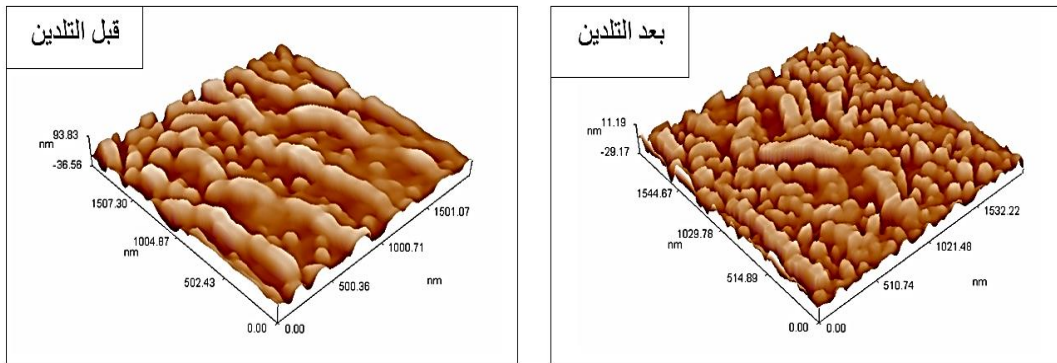 قبل التلدين
93.83
nm
-36.56
1507.30
1004.87
nm
502.43
0.00
0.00
500.36
nm
1000.71
1501.07
بعد التلدين
11.19
nm
-29.17
1544.67
1029.78
nm
514.89
0.00
0.00
510.74
nm
1021.48
1532.22